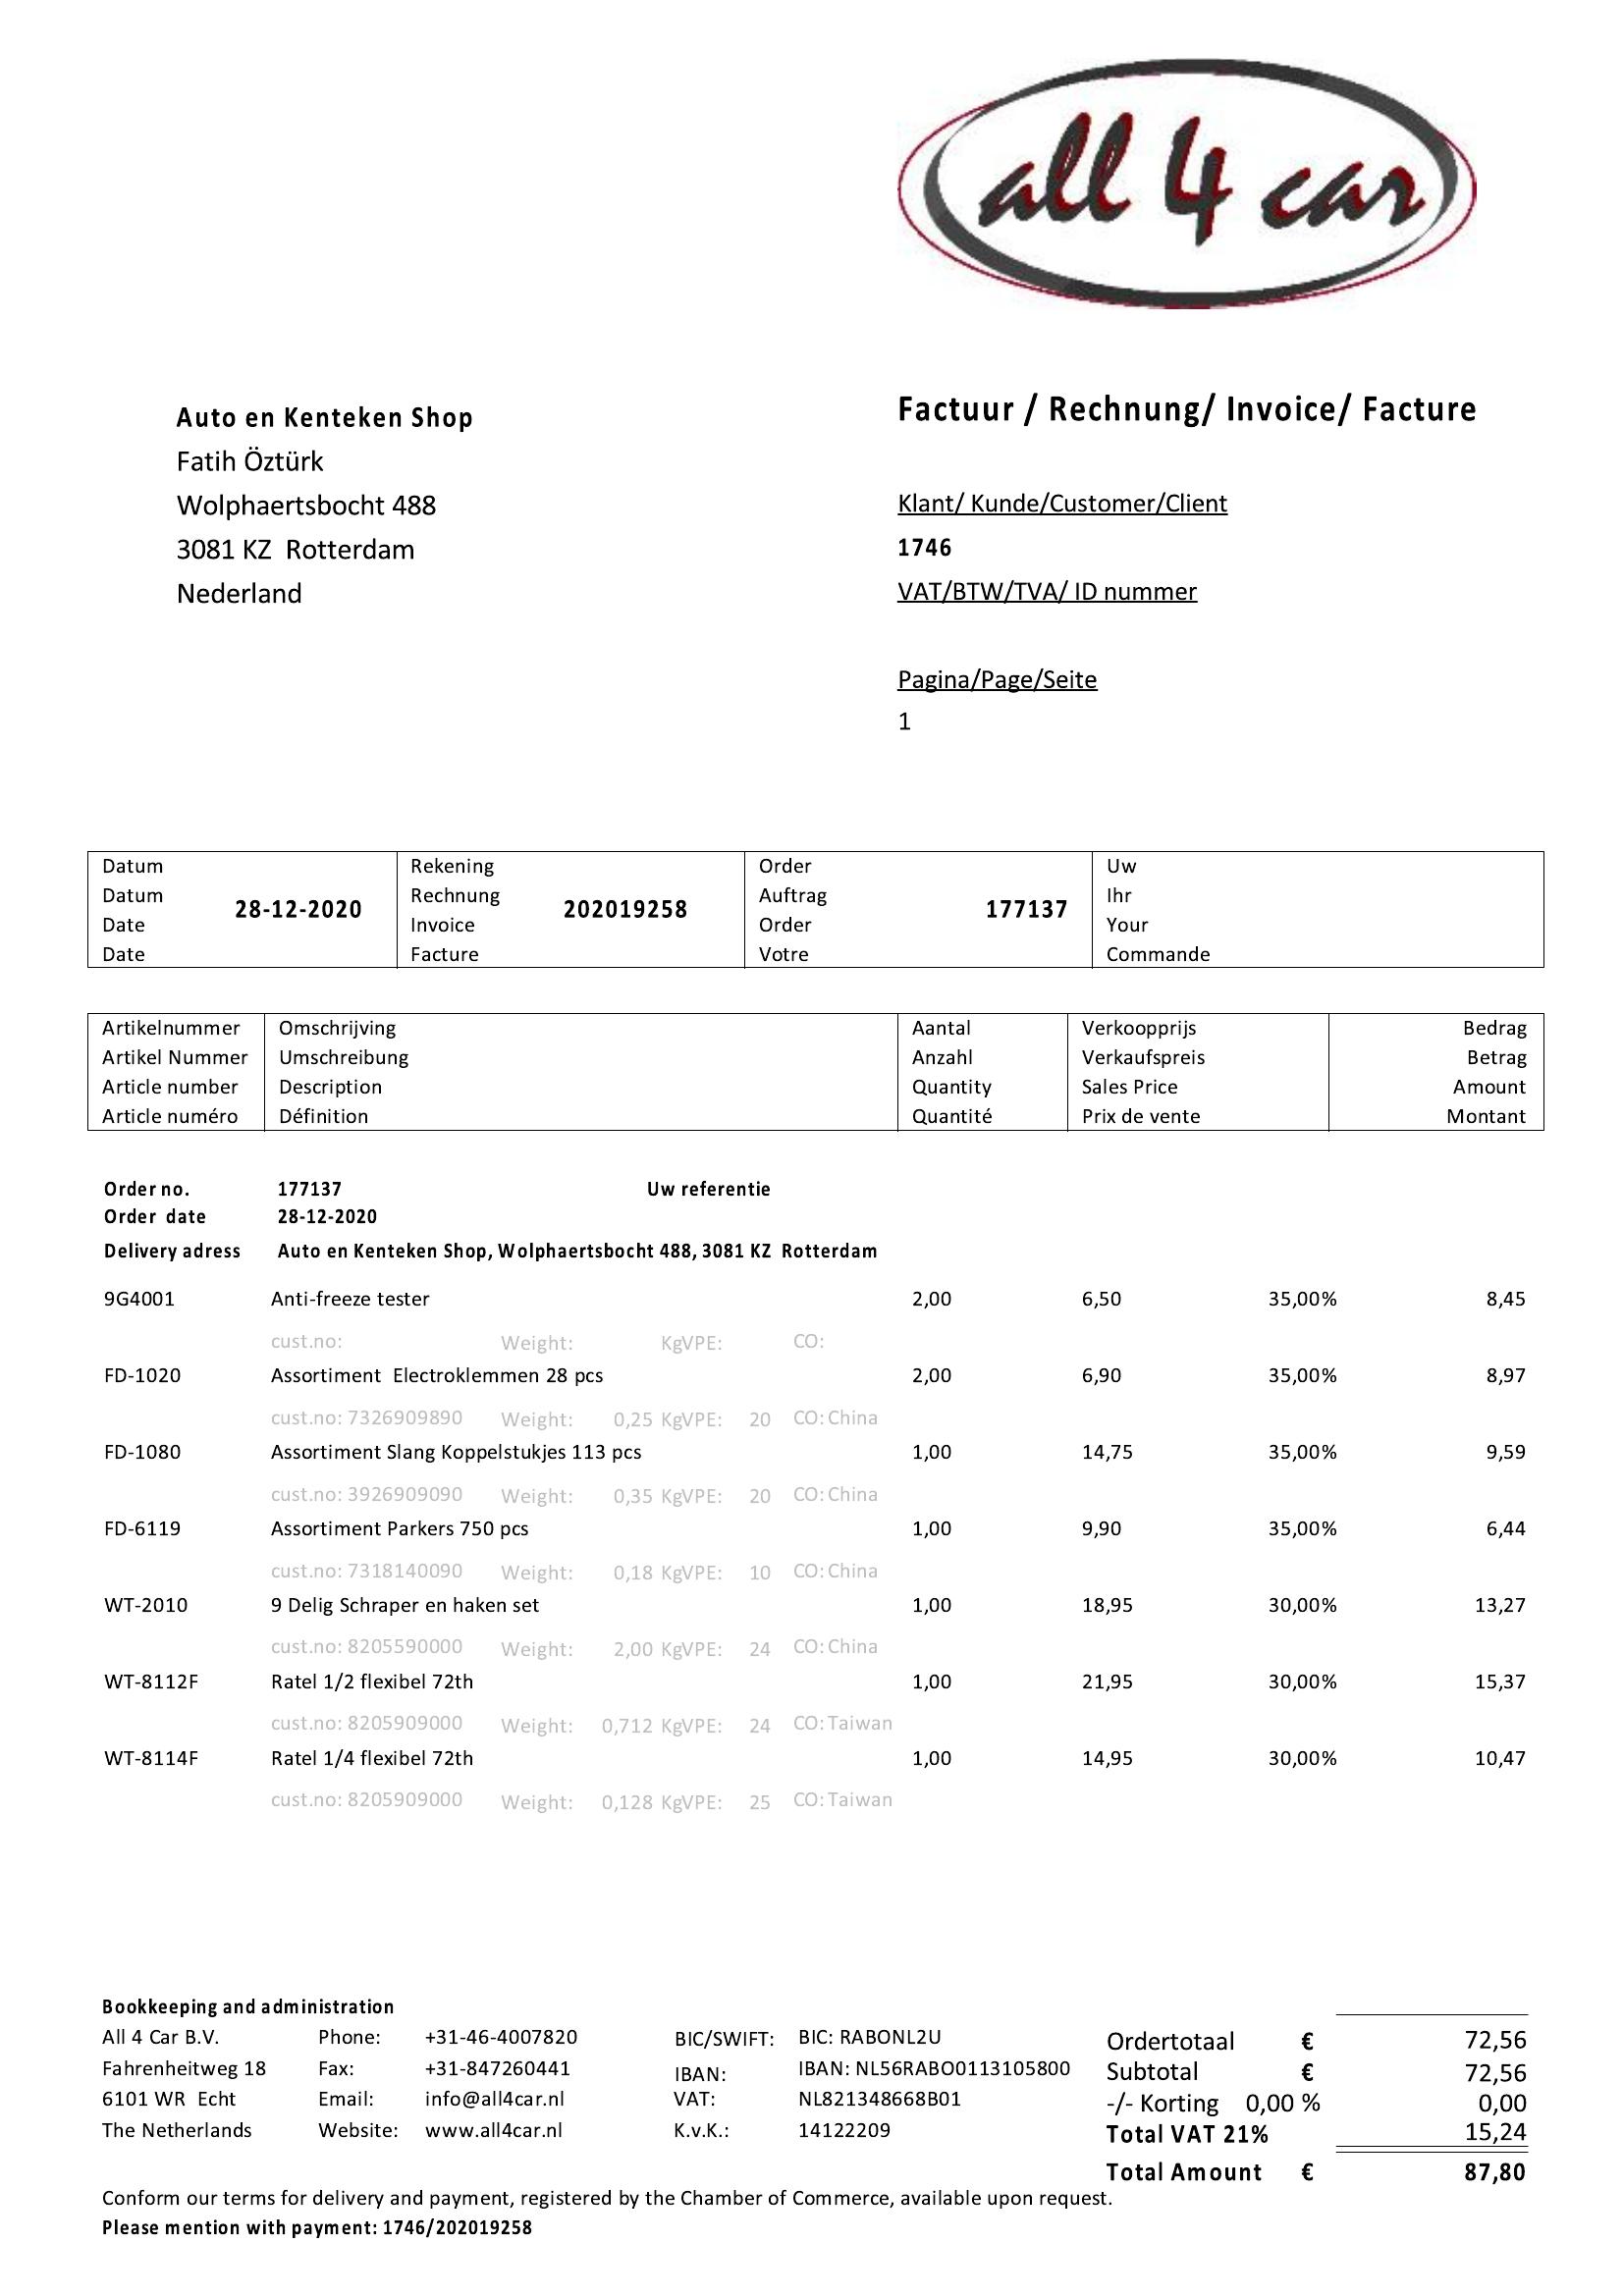 all 4 car
Factuur / Rechnung/ Invoice/ Facture
Auto en Kenteken Shop
Fatih Öztürk
Wolphaertsbocht 488
3081 KZ  Rotterdam
Nederland
Klant/ Kunde/Customer/Client
1746
VAT/BTW/TVA/ ID nummer
Pagina/Page/Seite
1
Datum Rekening Order Uw
Datum Rechnung Auftrag Ihr
28-12-2020 202019258 177137
Date Invoice Order Your
Date Facture Votre Commande
Artikelnummer Omschrijving Aantal Verkoopprijs Bedrag
Artikel Nummer Umschreibung Anzahl Verkaufspreis Betrag
Article number Description Quantity Sales Price Amount
Article numéro Définition Quantité Prix de vente Montant
Order no. 177137 Uw referentie
Order date 28-12-2020
Delivery adress Auto en Kenteken Shop, Wolphaertsbocht 488, 3081 KZ Rotterdam
9G4001 Anti-freeze tester 2,00 6,50 35,00% 8,45
cust.no: Weight: KgVPE: CO:
FD-1020 Assortiment Electroklemmen 28 pcs 2,00 6,90 35,00% 8,97
cust.no: 7326909890 Weight: 0,25 KgVPE: 20 CO: China
FD-1080 Assortiment Slang Koppelstukjes 113 pcs 1,00 14,75 35,00% 9,59
cust.no: 3926909090 Weight: 0,35 KgVPE: 20 CO: China
FD-6119 Assortiment Parkers 750 pcs 1,00 9,90 35,00% 6,44
cust.no: 7318140090 Weight: 0,18 KgVPE: 10 CO: China
WT-2010 9 Delig Schraper en haken set 1,00 18,95 30,00% 13,27
cust.no: 8205590000 Weight: 2,00 KgVPE: 24 CO: China
WT-8112F Ratel 1/2 flexibel 72th 1,00 21,95 30,00% 15,37
cust.no: 8205909000 Weight: 0,712 KgVPE: 24 CO: Taiwan
WT-8114F Ratel 1/4 flexibel 72th 1,00 14,95 30,00% 10,47
cust.no: 8205909000 Weight: 0,128 KgVPE: 25 CO: Taiwan
Bookkeeping and administration
All 4 Car B.V. Phone: +31-46-4007820 BIC/SWIFT: BIC: RABONL2U Ordertotaal € 72,56
Fahrenheitweg 18 Fax: +31-847260441 IBAN: IBAN: NL56RABO0113105800 Subtotal € 72,56
6101 WR Echt Email: info@all4car.nl VAT: NL821348668B01 -/- Korting 0,00 % 0,00
The Netherlands Website: www.all4car.nl K.v.K.: 14122209 Total VAT 21% 15,24
Total Amount € 87,80
Conform our terms for delivery and payment, registered by the Chamber of Commerce, available upon request.
Please mention with payment: 1746/202019258